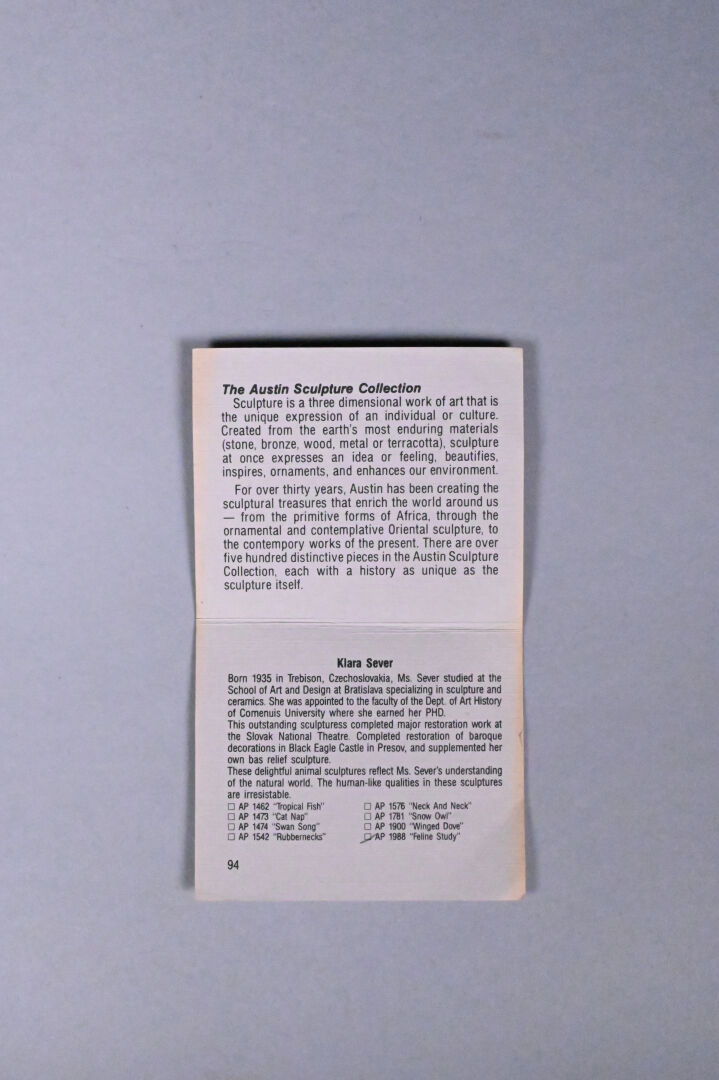 The Austin Sculpture Collection
Sculpture is a three dimensional work of art that is
the unique expression of an individual or culture.
Created from the earth's most enduring materials
(stone, bronze, wood, metal or terracotta), sculpture
at once expresses an idea or feeling, beautifies,
inspires, ornaments, and enhances our environment.
For over thirty years, Austin has been creating the
sculptural treasures that enrich the world around us
— from the primitive forms of Africa, through the
ornamental and contemplative Oriental sculpture, to
the contempory works of the present. There are over
five hundred distinctive pieces in the Austin Sculpture
Collection, each with a history as unique as the
sculpture itself.
Klara Sever
Born 1935 in Trebison, Czechoslovakia, Ms. Sever studied at the
School of Art and Design at Bratislava specializing in sculpture and
ceramics. She was appointed to the faculty of the Dept. of Art History
of Comenuis University where she earned her PHD.
This outstanding sculpturess completed major restoration work at
the Slovak National Theatre. Completed restoration of baroque
decorations in Black Eagle Castle in Presov, and supplemented her
own bas relief sculpture.
These delightful animal sculptures reflect Ms. Sever's understanding
of the natural world. The human-like qualities in these sculptures
are irresistable.
☐ AP 1462 "Tropical Fish" ☐ AP 1576 "Neck And Neck"
☐ AP 1473 "Cat Nap" ☐ AP 1781 "Snow Owl"
☐ AP 1474 "Swan Song" ☐ AP 1900 "Winged Dove"
☐ AP 1542 "Rubbernecks" ☐ AP 1988 "Feline Study"
94